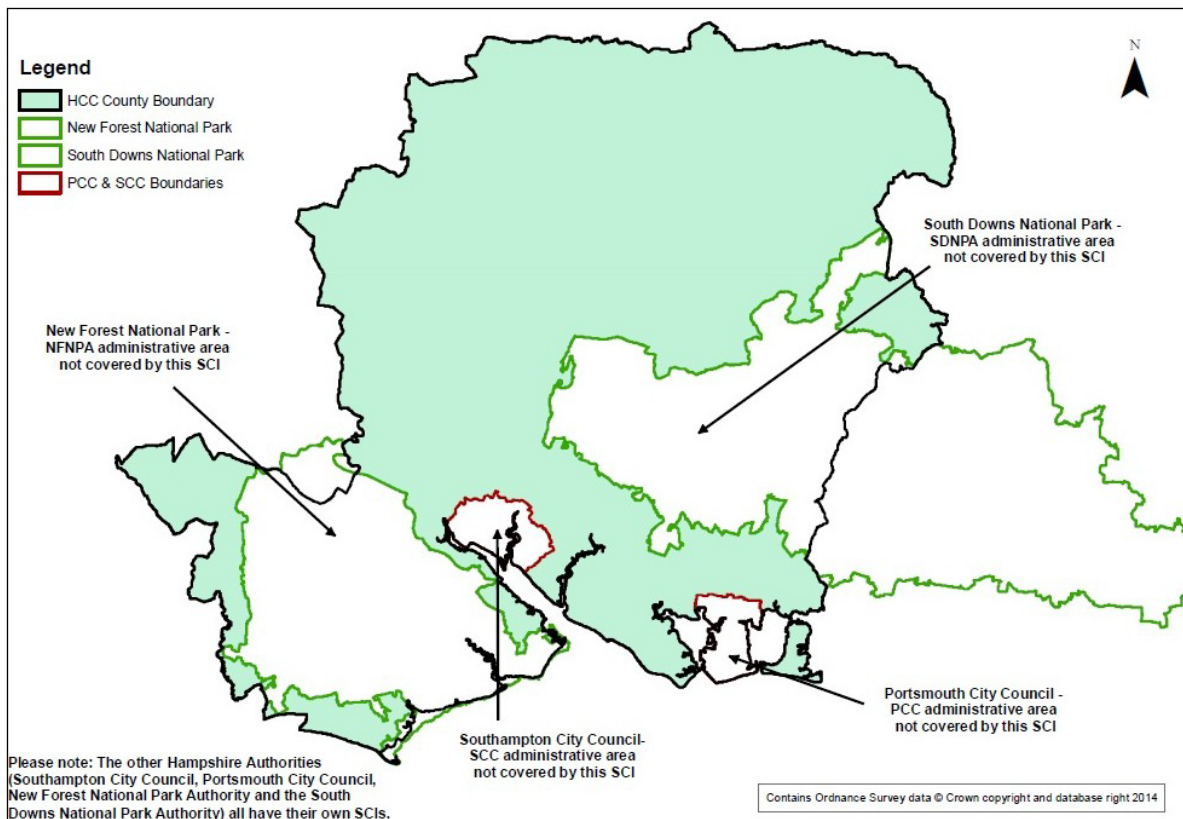 Legend
HCC County Boundary
New Forest National Park
South Downs National Park
PCC & SCC Boundaries
N
South Downs National Park -
SDNPA administrative area
not covered by this SCI
New Forest National Park -
NFNPA administrative area
not covered by this SCI
Portsmouth City Council -
PCC administrative area
not covered by this SCI
Southampton City Council-
SCC administrative area
not covered by this SCI
Please note: The other Hampshire Authorities
(Southampton City Council, Portsmouth City Council,
New Forest National Park Authority and the South
Downs National Park Authority) all have their own SCIs.
Contains Ordnance Survey data © Crown copyright and database right 2014